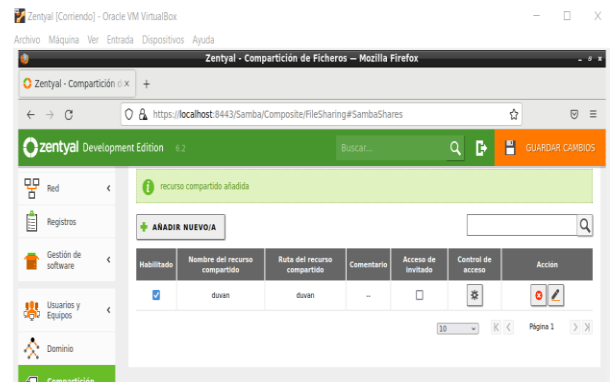 Zentyal [Corriendo] - Oracle VM VirtualBox
Archivo Máquina Ver Entrada Dispositivos Ayuda
Zentyal - Compartición de Ficheros — Mozilla Firefox
Zentyal - Compartición d
https://localhost:8443/Samba/Composite/FileSharing#SambaShares
zentyal Development Edition 6.2
Buscar...
GUARDAR CAMBIOS
Red
recurso compartido añadida
Registros
AÑADIR NUEVO/A
Gestión de software
Habilitado Nombre del recurso compartido Ruta del recurso compartido Comentario Acceso de invitado Control de acceso Acción
duvan duvan --
Usuarios y Equipos
10 Página 1
Dominio
Compartición